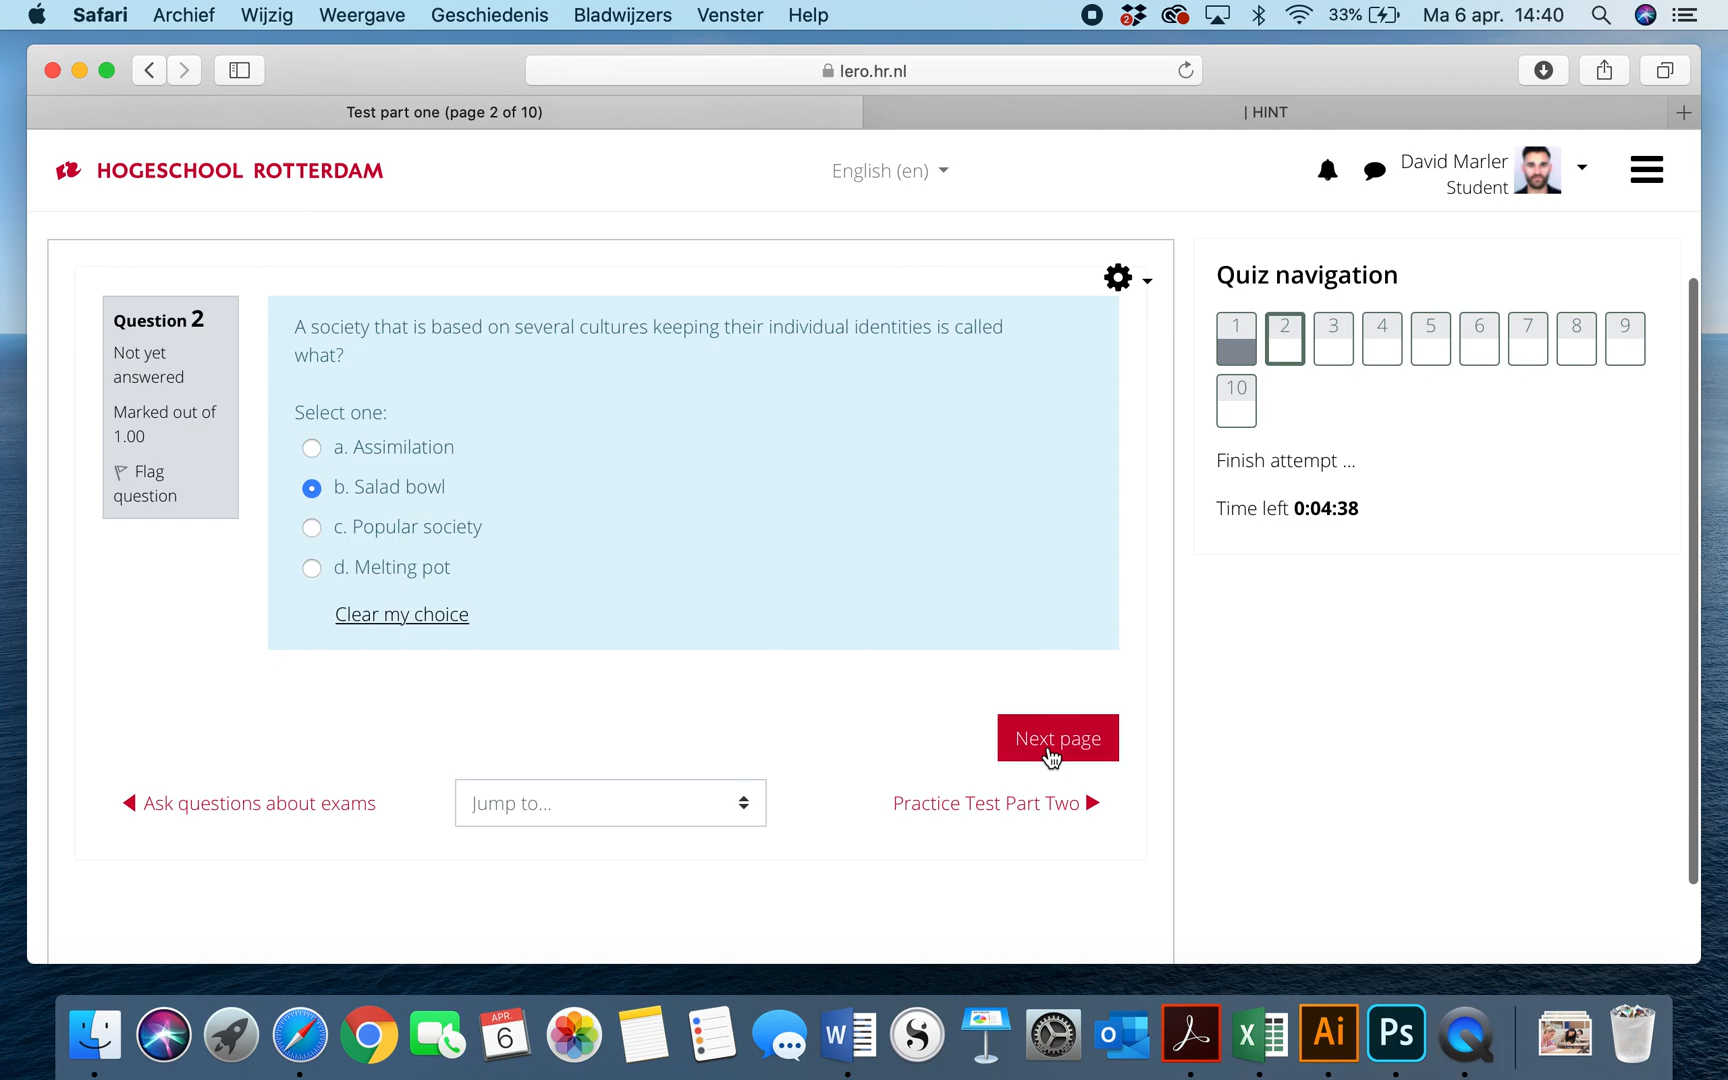 Safari Archief Wijzig Weergave Geschiedenis Bladwijzers Venster Help 2 33% Ma 6 apr. 14:40
lero.hr.nl
Test part one (page 2 of 10) | HINT
HOGESCHOOL ROTTERDAM English (en) David Marler
Student
Question 2
Not yet
answered
Marked out of
1.00
Flag
question
A society that is based on several cultures keeping their individual identities is called
what?
Select one:
a. Assimilation
b. Salad bowl
c. Popular society
d. Melting pot
Clear my choice
Next page
Ask questions about exams Jump to... Practice Test Part Two
Quiz navigation
1 2 3 4 5 6 7 8 9
10
Finish attempt ...
Time left 0:04:38
APR.
6
W
S
O
X
Ai
Ps